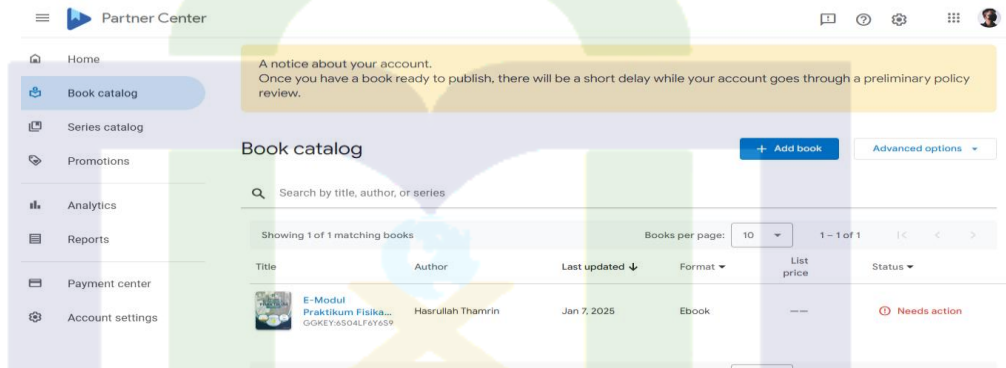 Partner Center
Home
Book catalog
Series catalog
Promotions
Analytics
Reports
Payment center
Account settings
A notice about your account.
Once you have a book ready to publish, there will be a short delay while your account goes through a preliminary policy
review.
Book catalog
+ Add book
Advanced options
Search by title, author, or series
Showing 1 of 1 matching books
Books per page: 10
1 – 1 of 1
Title Author Last updated Format List price Status
E-Modul
Praktikum Fisika...
GGKEY:6S04LF6Y6S9
Hasrullah Thamrin Jan 7, 2025 Ebook —— Needs action